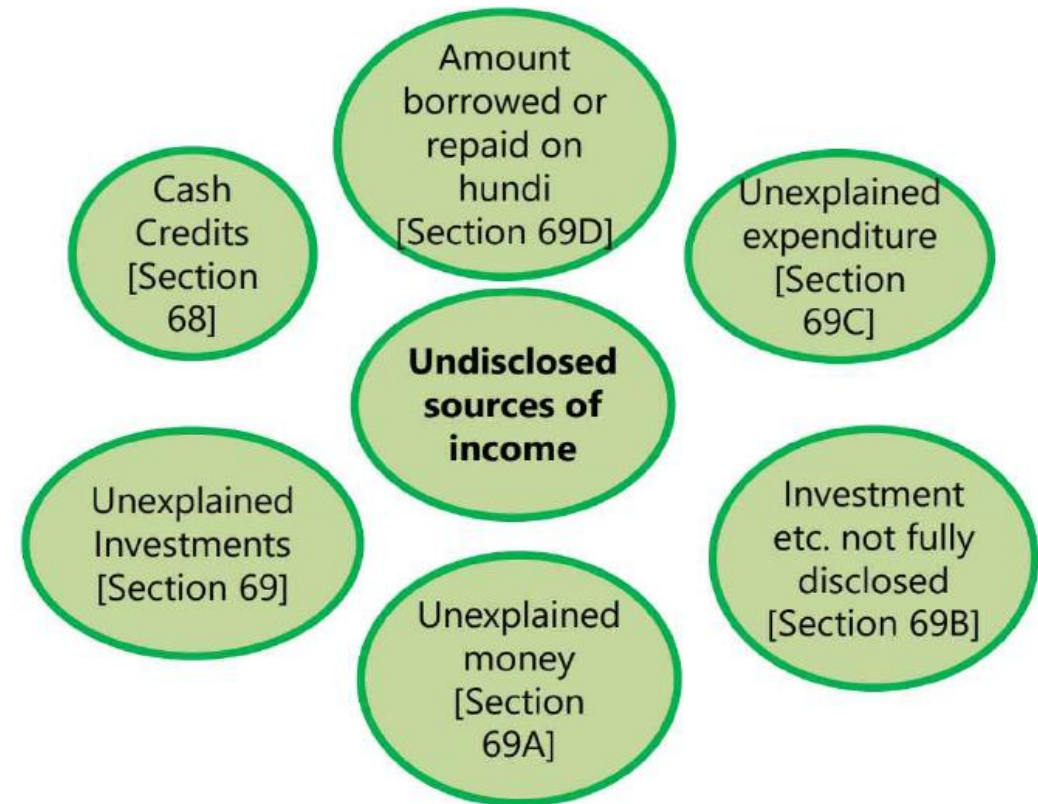 Amount
borrowed or
repaid on
hundi
[Section 69D]
Cash
Credits
[Section
68]
Unexplained
expenditure
[Section
69C]
Undisclosed
sources of
income
Unexplained
Investments
[Section 69]
Investment
etc. not fully
disclosed
[Section 69B]
Unexplained
money
[Section
69A]